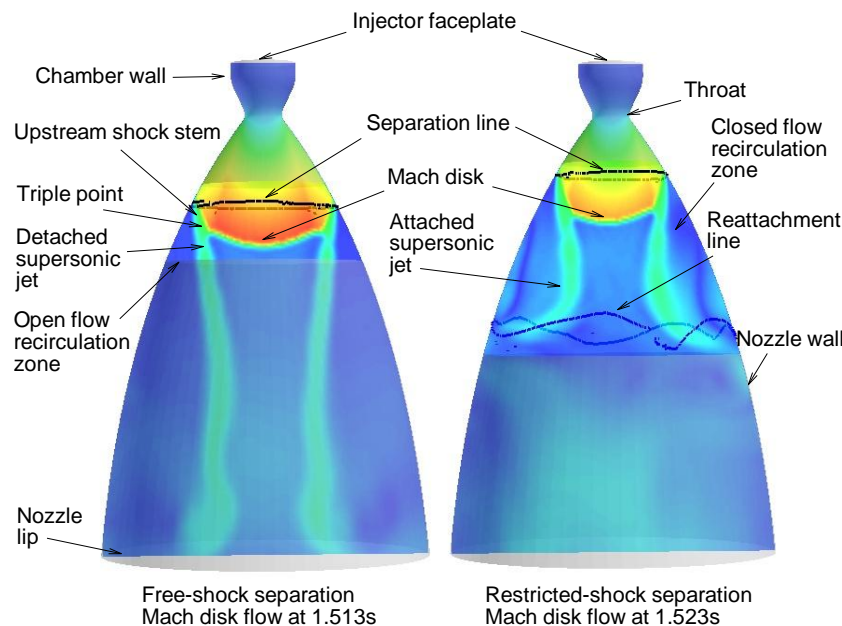 Injector faceplate
Chamber wall
Throat
Upstream shock stem
Separation line
Closed flow
recirculation
zone
Triple point
Mach disk
Detached
supersonic
jet
Attached
supersonic
jet
Reattachment
line
Open flow
recirculation
zone
Nozzle wall
Nozzle
lip
Free-shock separation
Mach disk flow at 1.513s
Restricted-shock separation
Mach disk flow at 1.523s